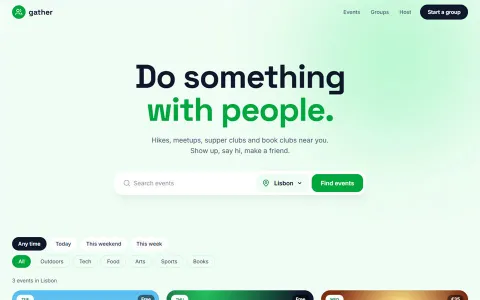 gather
Events Groups Host Start a group
Do something
with people.
Hikes, meetups, supper clubs and book clubs near you.
Show up, say hi, make a friend.
Search events Lisbon Find events
Any time Today This weekend This week
All Outdoors Tech Food Arts Sports Books
3 events in Lisbon
Free Free €35